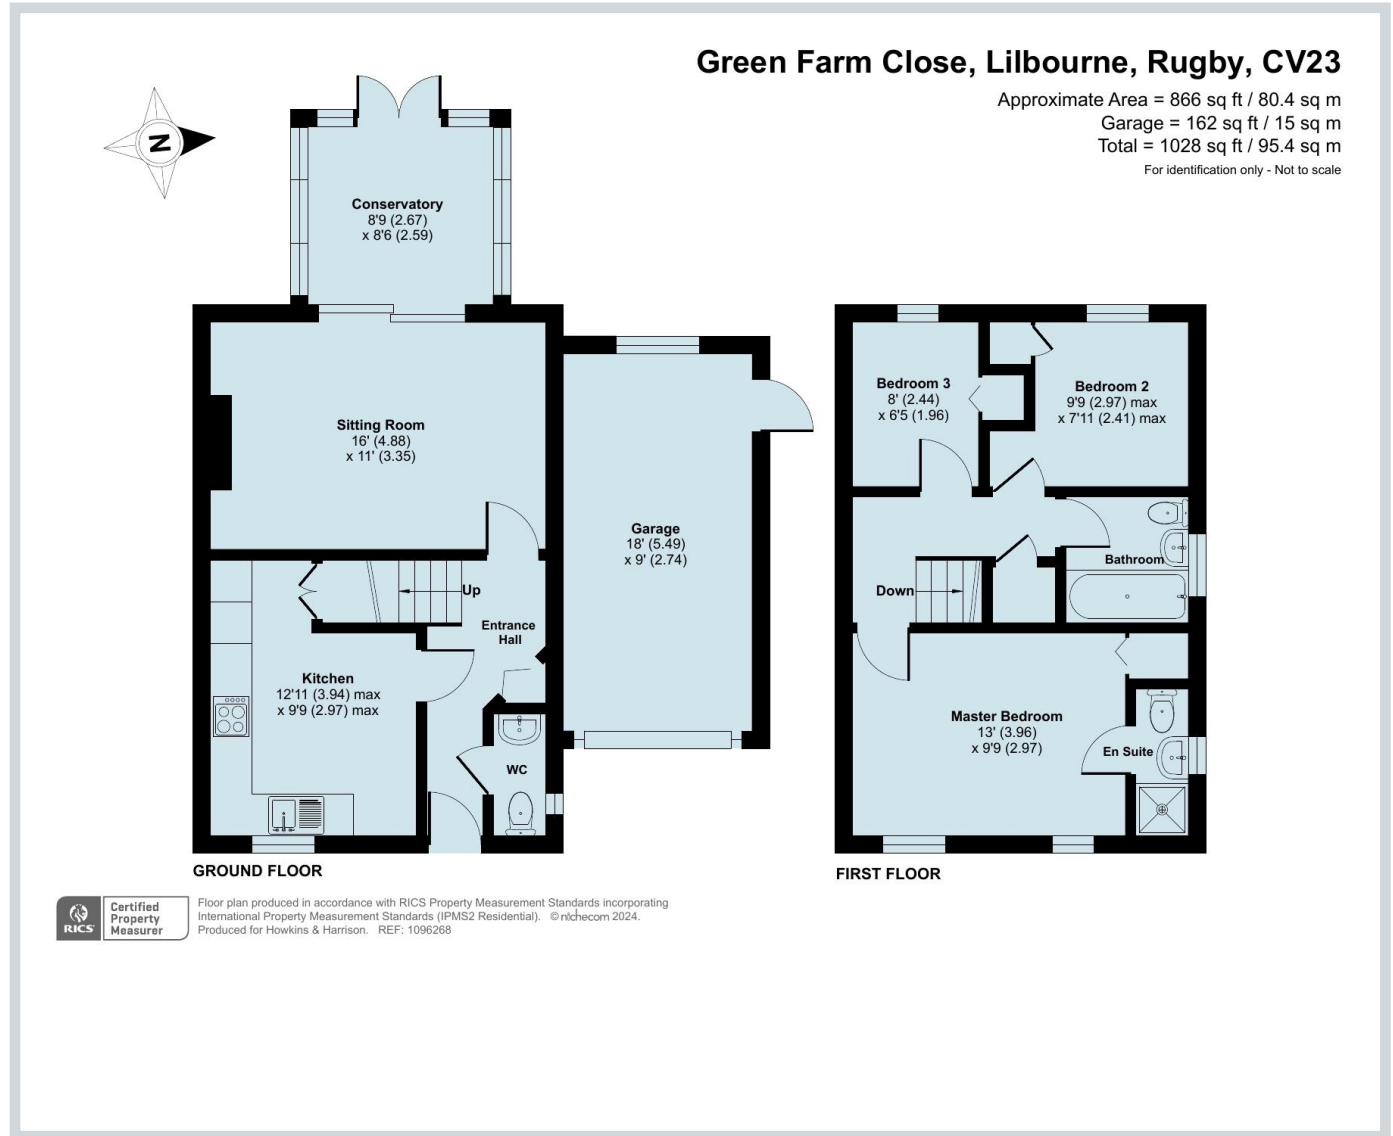 Green Farm Close, Lilbourne, Rugby, CV23
Approximate Area = 866 sq ft / 80.4 sq m
Garage = 162 sq ft / 15 sq m
Total = 1028 sq ft / 95.4 sq m
For identification only - Not to scale
N
Conservatory
8'9 (2.67)
x 8'6 (2.59)
Sitting Room
16' (4.88)
x 11' (3.35)
Garage
18' (5.49)
x 9' (2.74)
Up
Entrance
Hall
Kitchen
12'11 (3.94) max
x 9'9 (2.97) max
WC
GROUND FLOOR
Bedroom 3
8' (2.44)
x 6'5 (1.96)
Bedroom 2
9'9 (2.97) max
x 7'11 (2.41) max
Bathroom
Down
Master Bedroom
13' (3.96)
x 9'9 (2.97)
En Suite
FIRST FLOOR
RICS
Certified
Property
Measurer
Floor plan produced in accordance with RICS Property Measurement Standards incorporating
International Property Measurement Standards (IPMS2 Residential). © nichecom 2024.
Produced for Howkins & Harrison. REF: 1096268